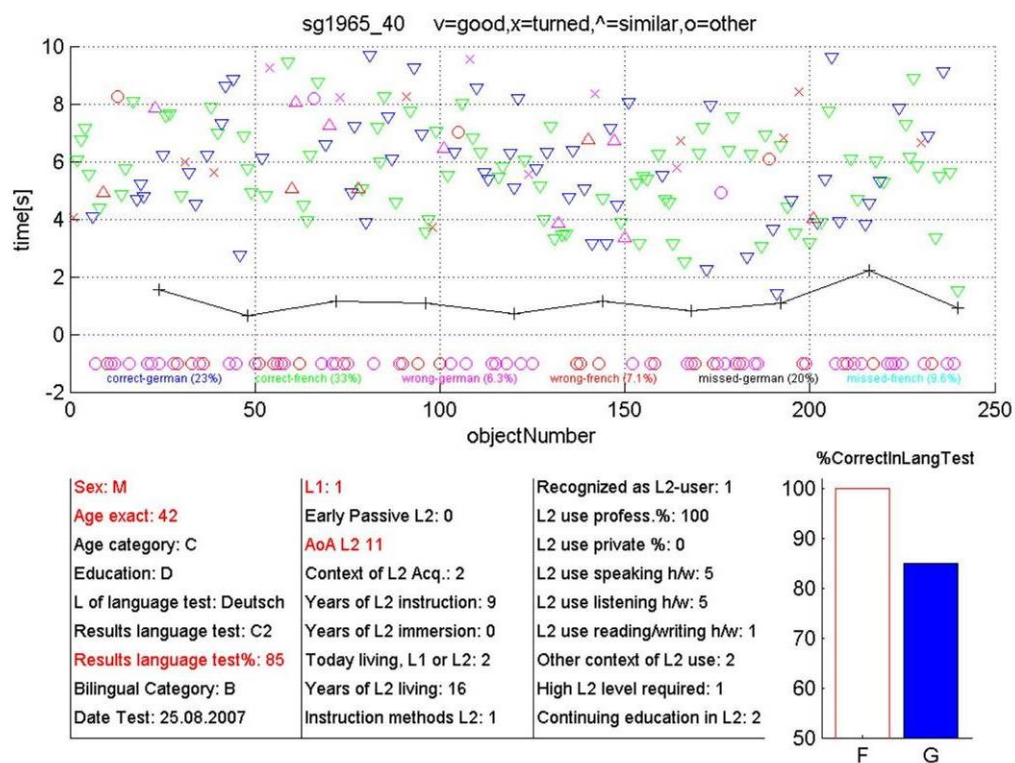 sg1965_40 v=good,x=turned,^=similar,o=other
10
8
6
4
2
0
-2
time[s]
correct-german (23%) correct-french (33%) wrong-german (6.3%) wrong-french (7.1%) missed-german (20%) missed-french (9.6%)
0 50 100 150 200 250
objectNumber
Sex: M
Age exact: 42
Age category: C
Education: D
L of language test: Deutsch
Results language test: C2
Results language test%: 85
Bilingual Category: B
Date Test: 25.08.2007
L1: 1
Early Passive L2: 0
AoA L2 11
Context of L2 Acq.: 2
Years of L2 instruction: 9
Years of L2 immersion: 0
Today living, L1 or L2: 2
Years of L2 living: 16
Instruction methods L2: 1
Recognized as L2-user: 1
L2 use profess.%: 100
L2 use private %: 0
L2 use speaking h/w: 5
L2 use listening h/w: 5
L2 use reading/writing h/w: 1
Other context of L2 use: 2
High L2 level required: 1
Continuing education in L2: 2
%CorrectInLangTest
100
90
80
70
60
50
F G